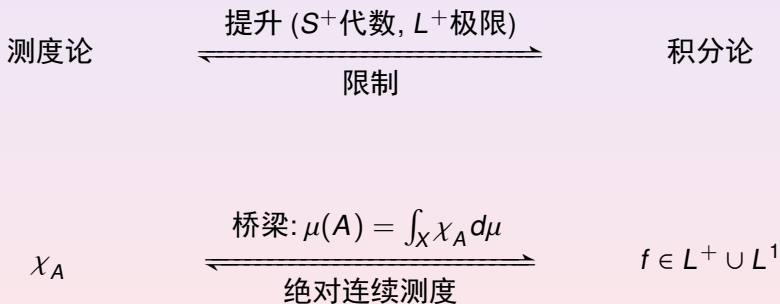 提升 (S⁺代数, L⁺极限)
测度论 积分论
限制
桥梁: μ(A) = ∫_X χ_A dμ
χ_A f ∈ L⁺ ∪ L¹
绝对连续测度